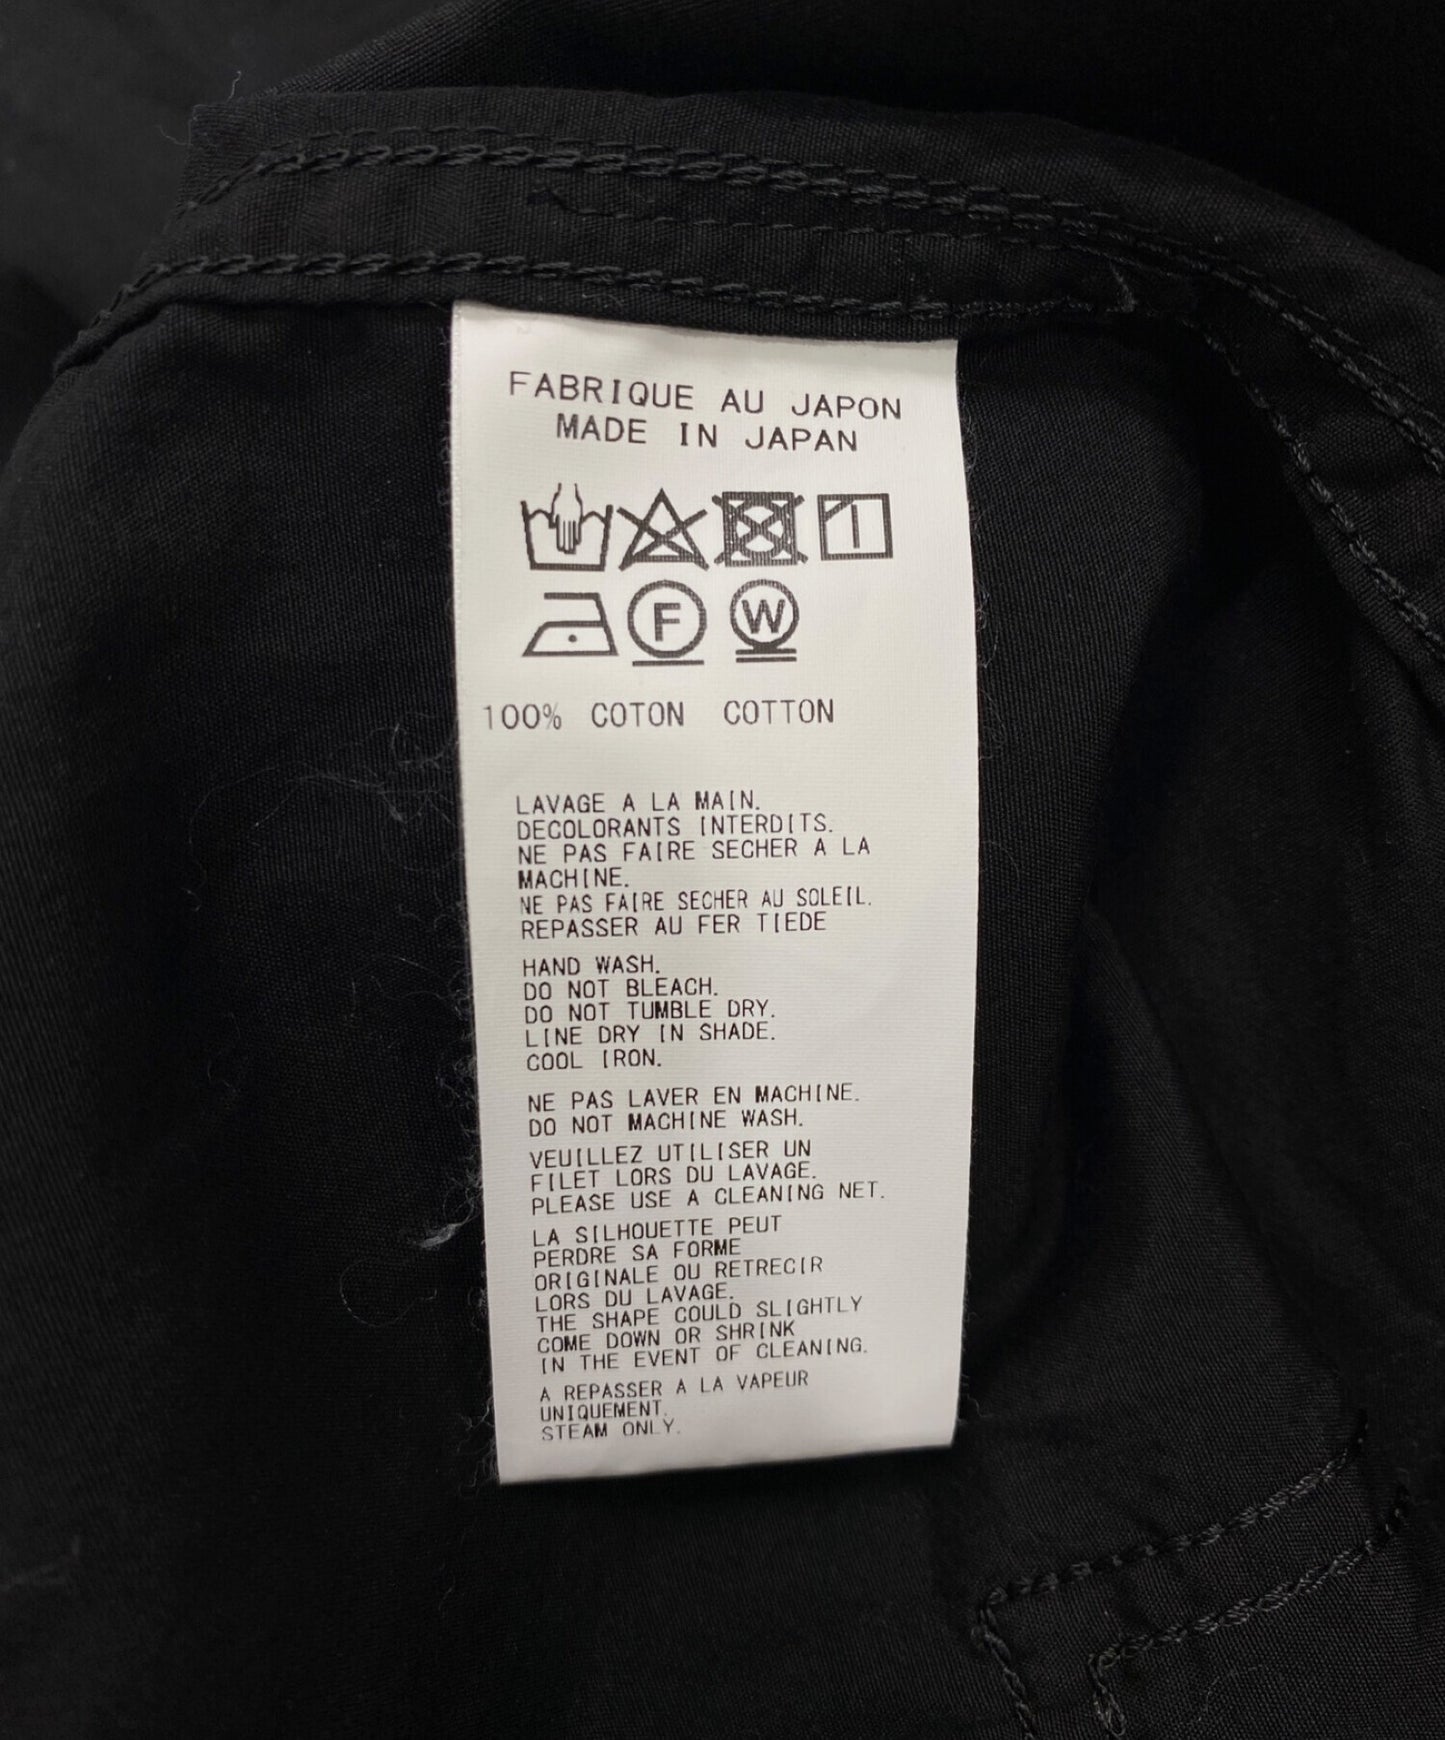 FABRIQUE AU JAPON
MADE IN JAPAN
F W
100% COTON COTTON
LAVAGE A LA MAIN.
DECOLORANTS INTERDITS.
NE PAS FAIRE SECHER A LA
MACHINE.
NE PAS FAIRE SECHER AU SOLEIL.
REPASSER AU FER TIEDE
HAND WASH.
DO NOT BLEACH.
DO NOT TUMBLE DRY.
LINE DRY IN SHADE.
COOL IRON.
NE PAS LAVER EN MACHINE.
DO NOT MACHINE WASH.
VEUILLEZ UTILISER UN
FILET LORS DU LAVAGE.
PLEASE USE A CLEANING NET.
LA SILHOUETTE PEUT
PERDRE SA FORME
ORIGINALE OU RETRECIR
LORS DU LAVAGE.
THE SHAPE COULD SLIGHTLY
COME DOWN OR SHRINK
IN THE EVENT OF CLEANING.
A REPASSER A LA VAPEUR
UNIQUEMENT.
STEAM ONLY.